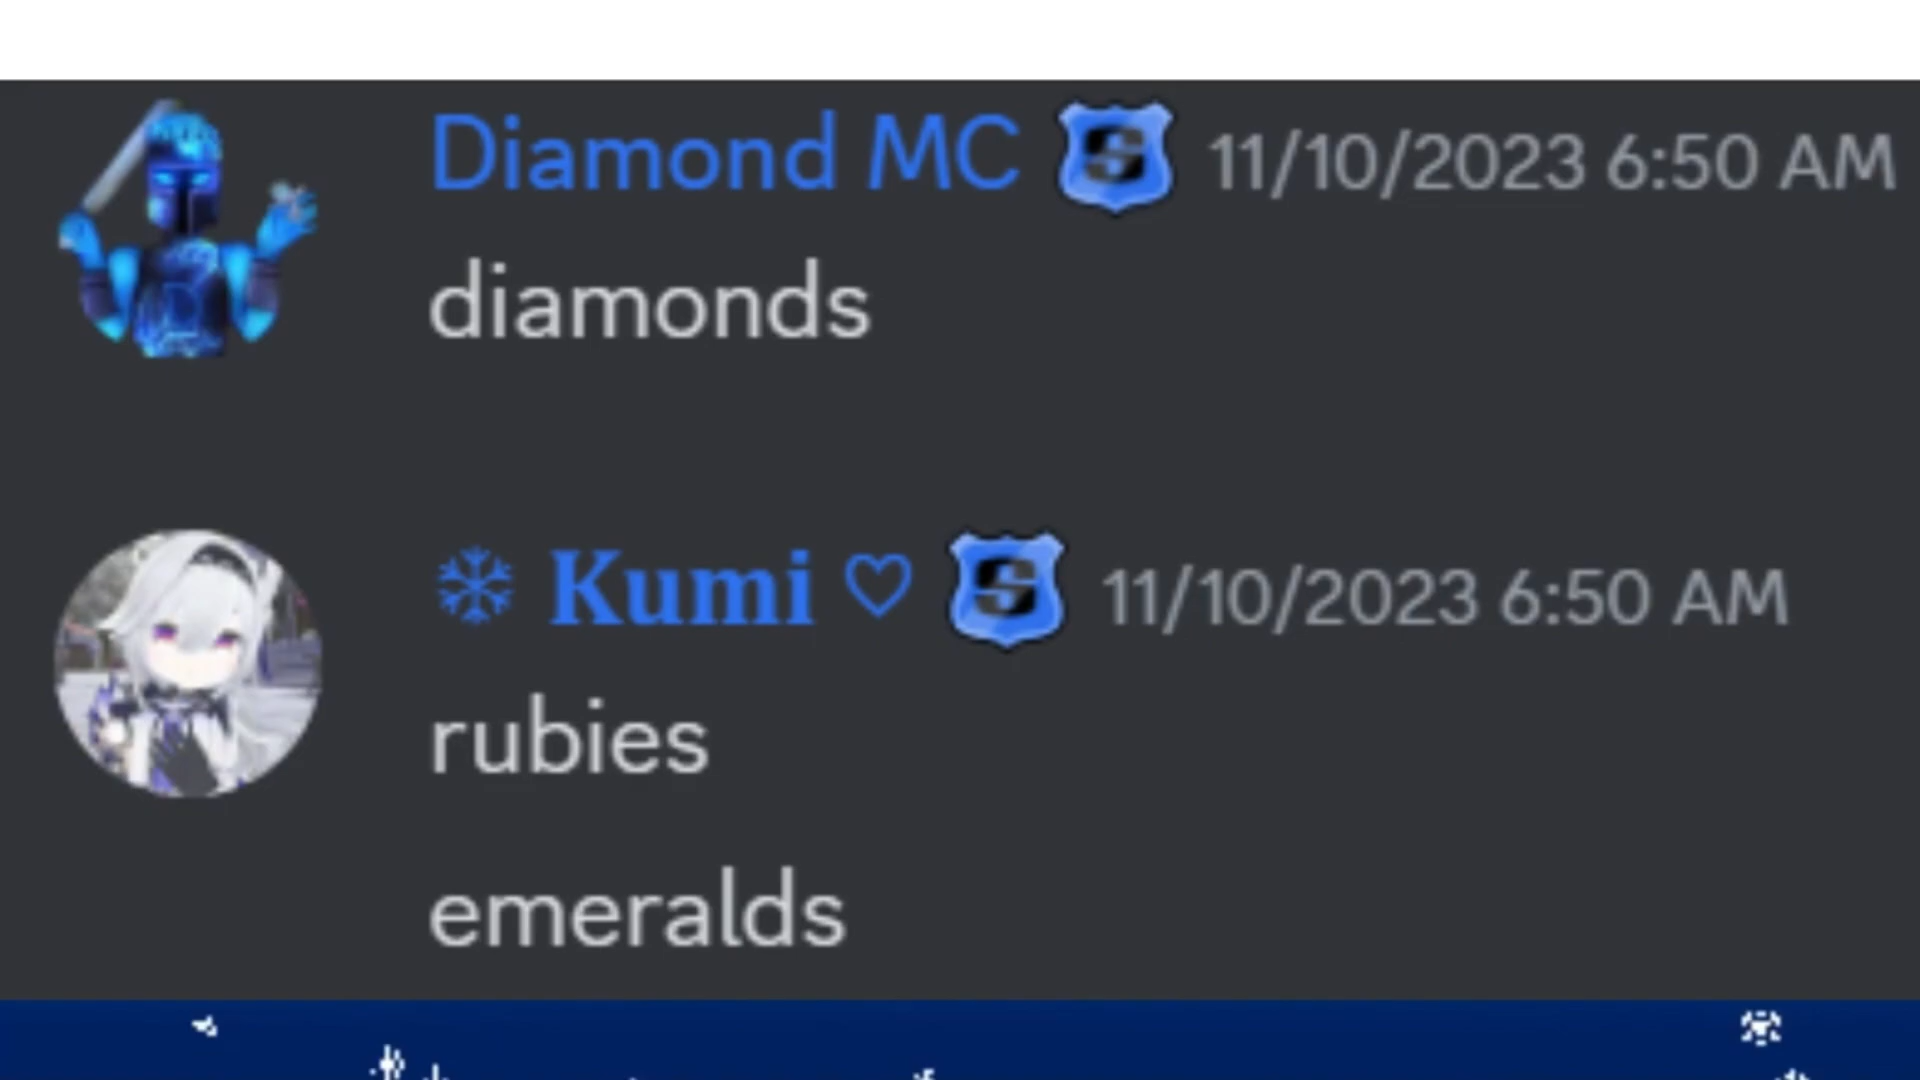 Diamond MC S 11/10/2023 6:50 AM
diamonds
❄ Kumi ♡ S 11/10/2023 6:50 AM
rubies
emeralds